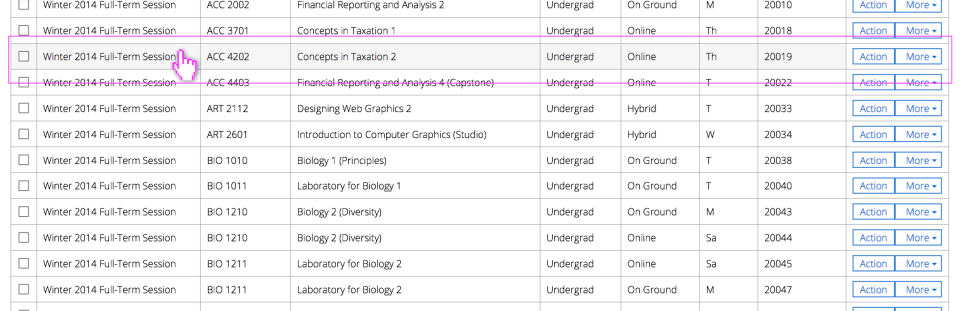 Winter 2014 Full-Term Session ACC 2002 Financial Reporting and Analysis 2 Undergrad On Ground M 20010 Action More
Winter 2014 Full-Term Session ACC 3701 Concepts in Taxation 1 Undergrad Online Th 20018 Action More
Winter 2014 Full-Term Session ACC 4202 Concepts in Taxation 2 Undergrad Online Th 20019 Action More
Winter 2014 Full-Term Session ACC 4403 Financial Reporting and Analysis 4 (Capstone) Undergrad Online T 20022 Action More
Winter 2014 Full-Term Session ART 2112 Designing Web Graphics 2 Undergrad Hybrid T 20033 Action More
Winter 2014 Full-Term Session ART 2601 Introduction to Computer Graphics (Studio) Undergrad Hybrid W 20034 Action More
Winter 2014 Full-Term Session BIO 1010 Biology 1 (Principles) Undergrad On Ground T 20038 Action More
Winter 2014 Full-Term Session BIO 1011 Laboratory for Biology 1 Undergrad On Ground T 20040 Action More
Winter 2014 Full-Term Session BIO 1210 Biology 2 (Diversity) Undergrad On Ground M 20043 Action More
Winter 2014 Full-Term Session BIO 1210 Biology 2 (Diversity) Undergrad Online Sa 20044 Action More
Winter 2014 Full-Term Session BIO 1211 Laboratory for Biology 2 Undergrad Online Sa 20045 Action More
Winter 2014 Full-Term Session BIO 1211 Laboratory for Biology 2 Undergrad On Ground M 20047 Action More